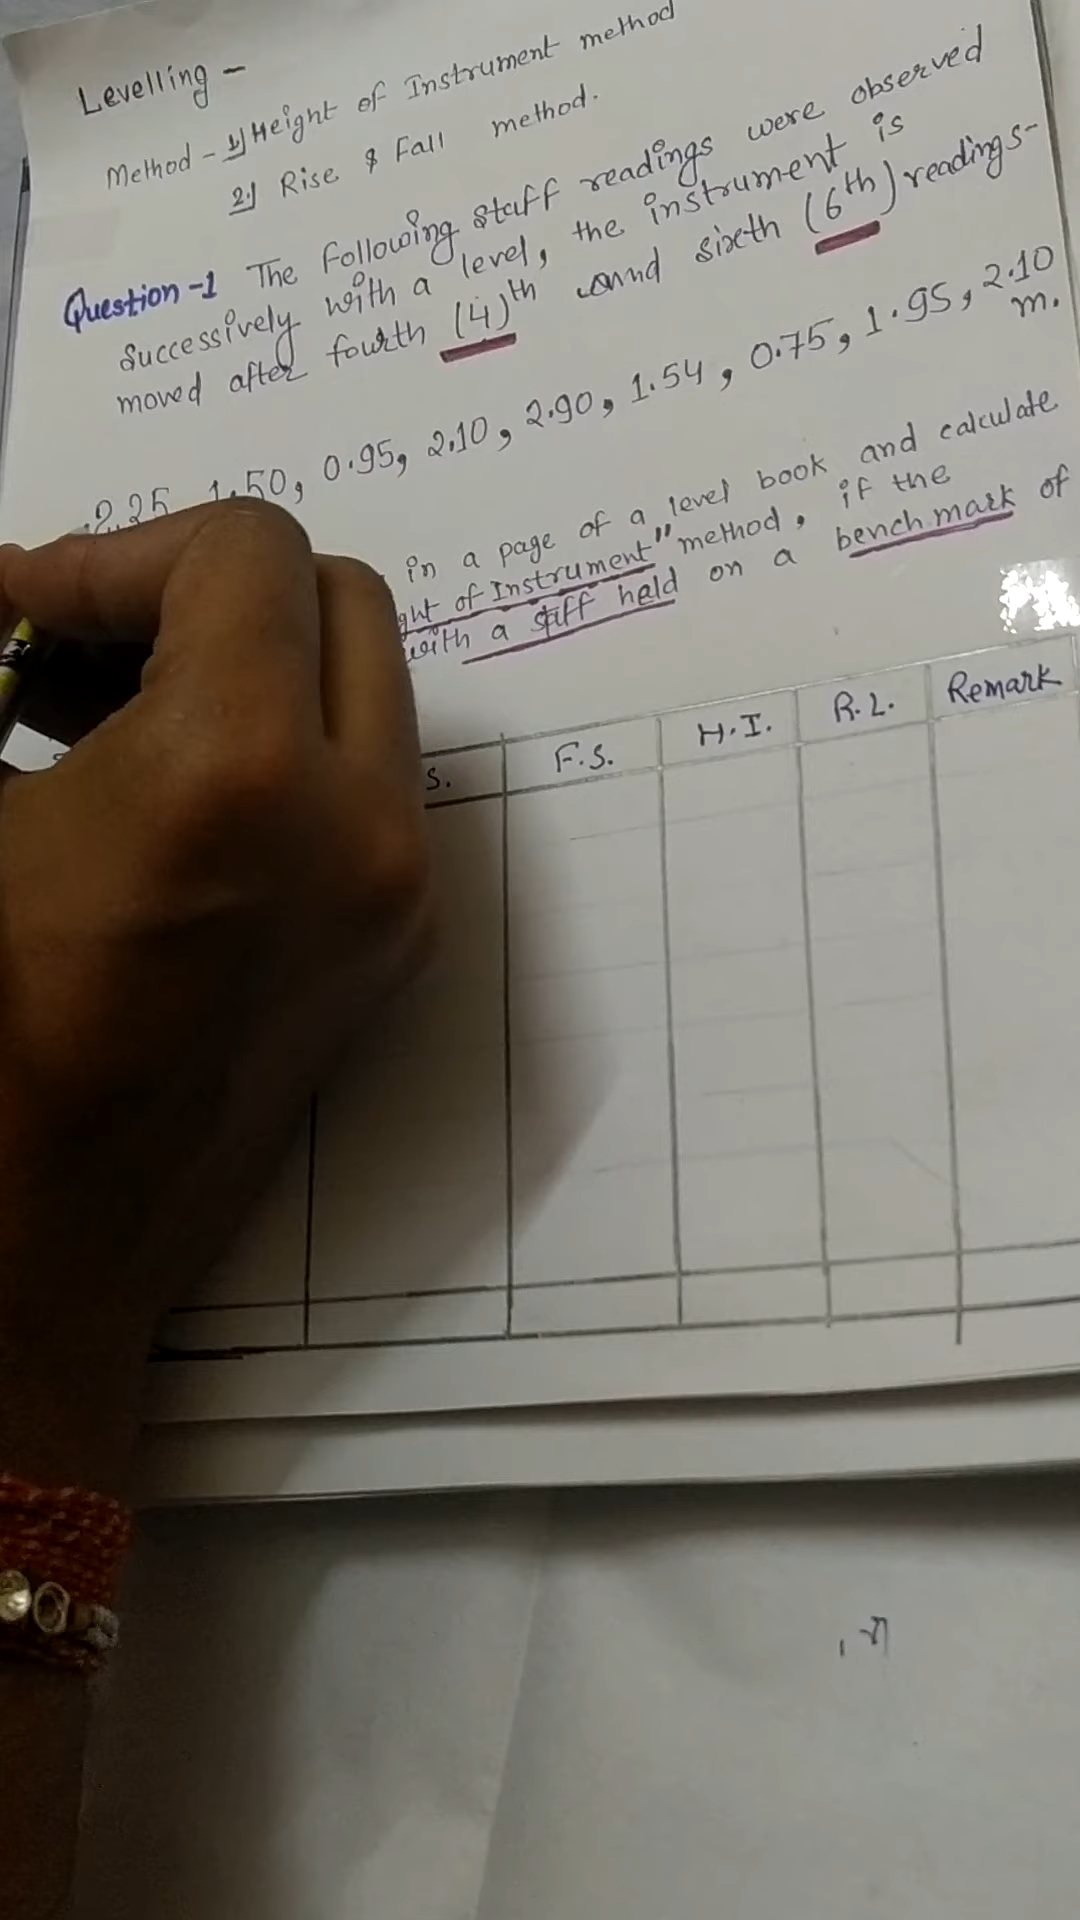 Levelling -
Method - 1) Height of Instrument method
2.) Rise & Fall method.
Question -1 The following staff readings were observed
successively with a level, the instrument is
moved after fourth (4)th and sixth (6th) readings-
2.25, 1.50, 0.95, 2.10, 2.90, 1.54, 0.75, 1.95, 2.10
m.
in a page of a level book and calculate
ght of Instrument" method, if the
with a staff held on a benchmark of
S. F.S. H.I. R.L. Remark